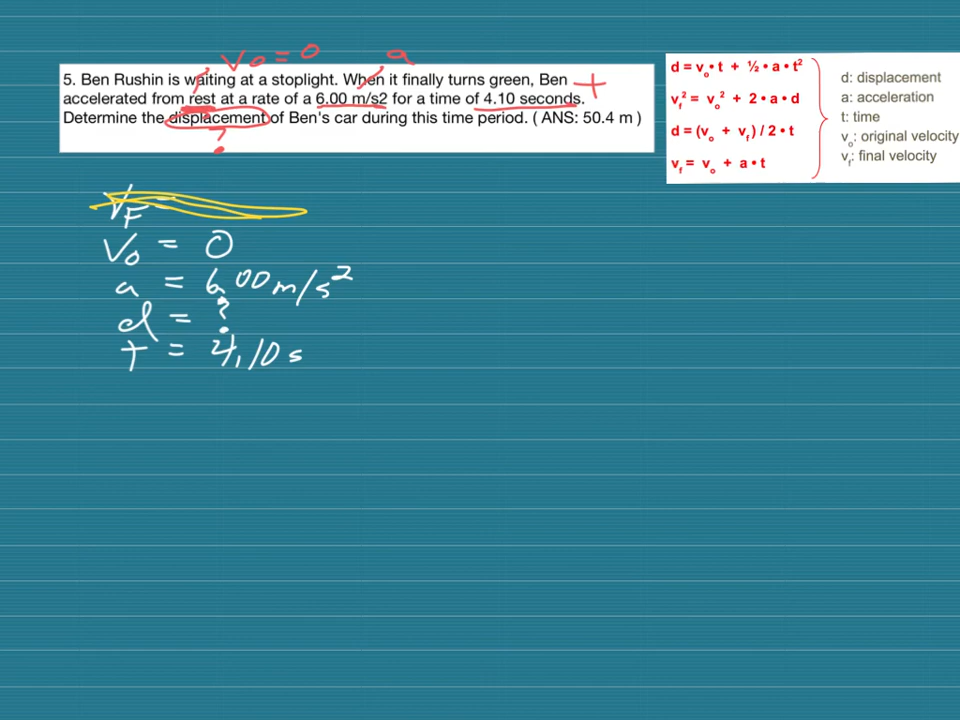 Vo = 0 a
5. Ben Rushin is waiting at a stoplight. When it finally turns green, Ben
accelerated from rest at a rate of a 6.00 m/s2 for a time of 4.10 seconds. t
Determine the displacement of Ben's car during this time period. ( ANS: 50.4 m )
?
d = vo•t + ½•a•t²
vf² = vo² + 2•a•d
d = (vo + vf) / 2•t
vf = vo + a•t
d: displacement
a: acceleration
t: time
vo: original velocity
vf: final velocity
VF =
Vo = 0
a = 6.00 m/s²
d = ?
t = 4.10 s